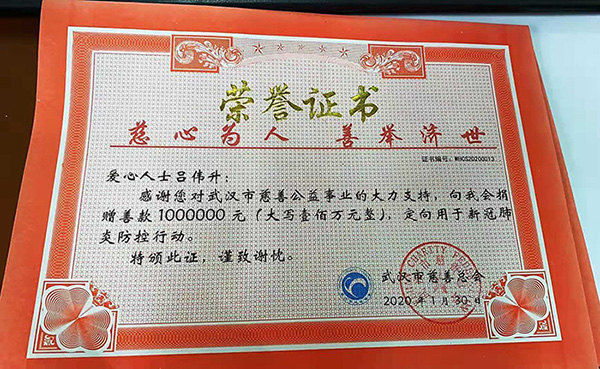 荣誉证书
慈心为人 善举济世
证书编号：WHCS20200213
爱心人士吕伟升：
感谢您对武汉市慈善公益事业的大力支持，向我会捐
赠善款1000000元（大写壹佰万元整），定向用于新冠肺
炎防控行动。
特颁此证，谨致谢忱。
武汉市慈善总会
2020年1月30日